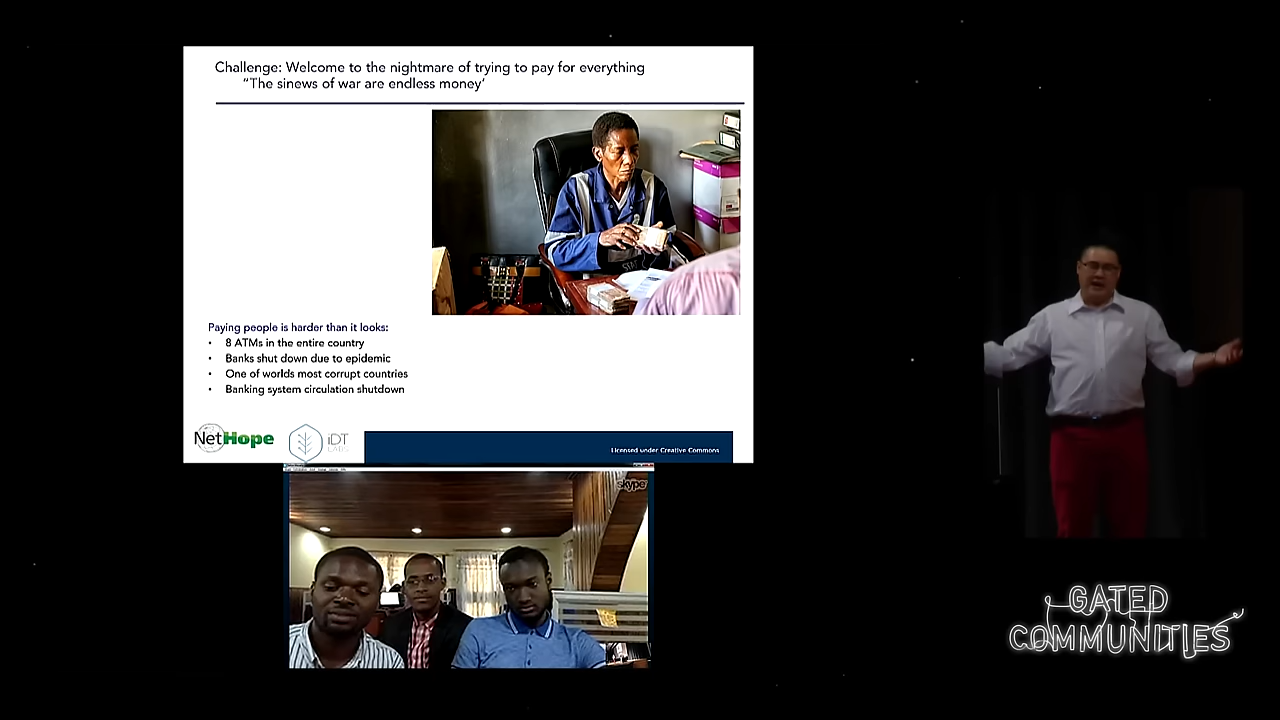 Challenge: Welcome to the nightmare of trying to pay for everything
"The sinews of war are endless money'
Paying people is harder than it looks:
• 8 ATMs in the entire country
• Banks shut down due to epidemic
• One of worlds most corrupt countries
• Banking system circulation shutdown
NetHope
iDT
LABS
Licensed under Creative Commons
skype
GATED
COMMUNITIES